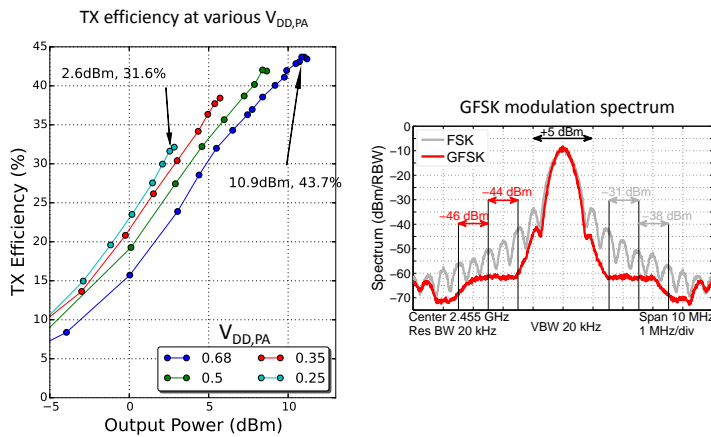 TX efficiency at various V_DD,PA
45
40
35
30
25
20
15
10
5
0
TX Efficiency (%)
2.6dBm, 31.6%
10.9dBm, 43.7%
V_DD,PA
0.68
0.35
0.5
0.25
-5
0
5
10
Output Power (dBm)
GFSK modulation spectrum
−10
−20
−30
−40
−50
−60
−70
Spectrum (dBm/RBW)
FSK
GFSK
+5 dBm
−44 dBm
−46 dBm
−31 dBm
−38 dBm
Center 2.455 GHz
Res BW 20 kHz
VBW 20 kHz
Span 10 MHz
1 MHz/div